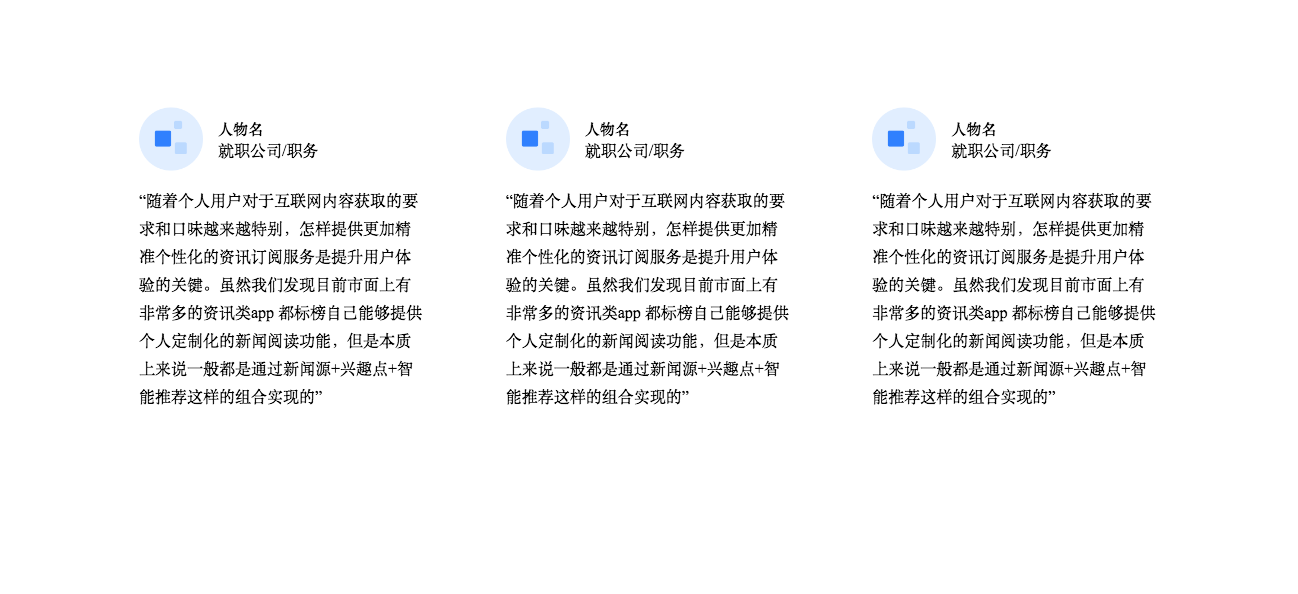 人物名
就职公司/职务
“随着个人用户对于互联网内容获取的要
求和口味越来越特别，怎样提供更加精
准个性化的资讯订阅服务是提升用户体
验的关键。虽然我们发现目前市面上有
非常多的资讯类app 都标榜自己能够提供
个人定制化的新闻阅读功能，但是本质
上来说一般都是通过新闻源+兴趣点+智
能推荐这样的组合实现的”
人物名
就职公司/职务
“随着个人用户对于互联网内容获取的要
求和口味越来越特别，怎样提供更加精
准个性化的资讯订阅服务是提升用户体
验的关键。虽然我们发现目前市面上有
非常多的资讯类app 都标榜自己能够提供
个人定制化的新闻阅读功能，但是本质
上来说一般都是通过新闻源+兴趣点+智
能推荐这样的组合实现的”
人物名
就职公司/职务
“随着个人用户对于互联网内容获取的要
求和口味越来越特别，怎样提供更加精
准个性化的资讯订阅服务是提升用户体
验的关键。虽然我们发现目前市面上有
非常多的资讯类app 都标榜自己能够提供
个人定制化的新闻阅读功能，但是本质
上来说一般都是通过新闻源+兴趣点+智
能推荐这样的组合实现的”